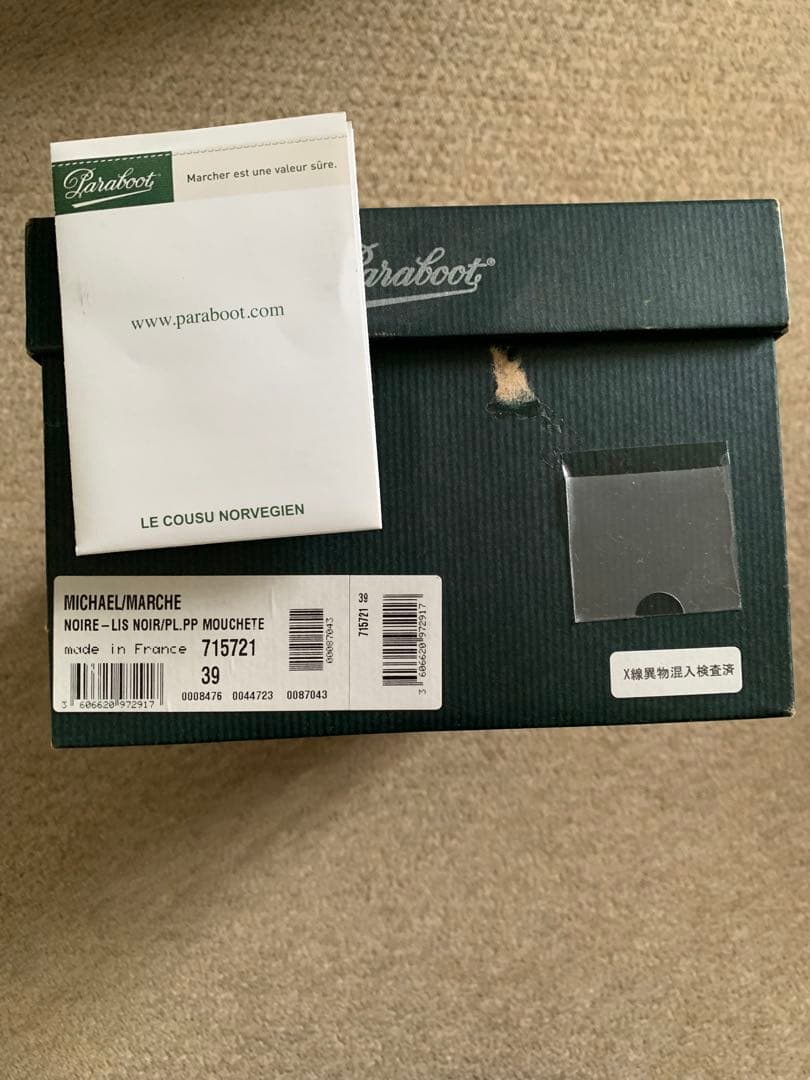 Paraboot
Marcher est une valeur sûre.
www.paraboot.com
LE COUSU NORVEGIEN
Paraboot®
MICHAEL/MARCHE
NOIRE–LIS NOIR/PL.PP MOUCHETE
made in France 715721
39
3 606620 972917
0008476 0044723 0087043
00087043
715721 39
3 606620 972917
X線異物混入検査済